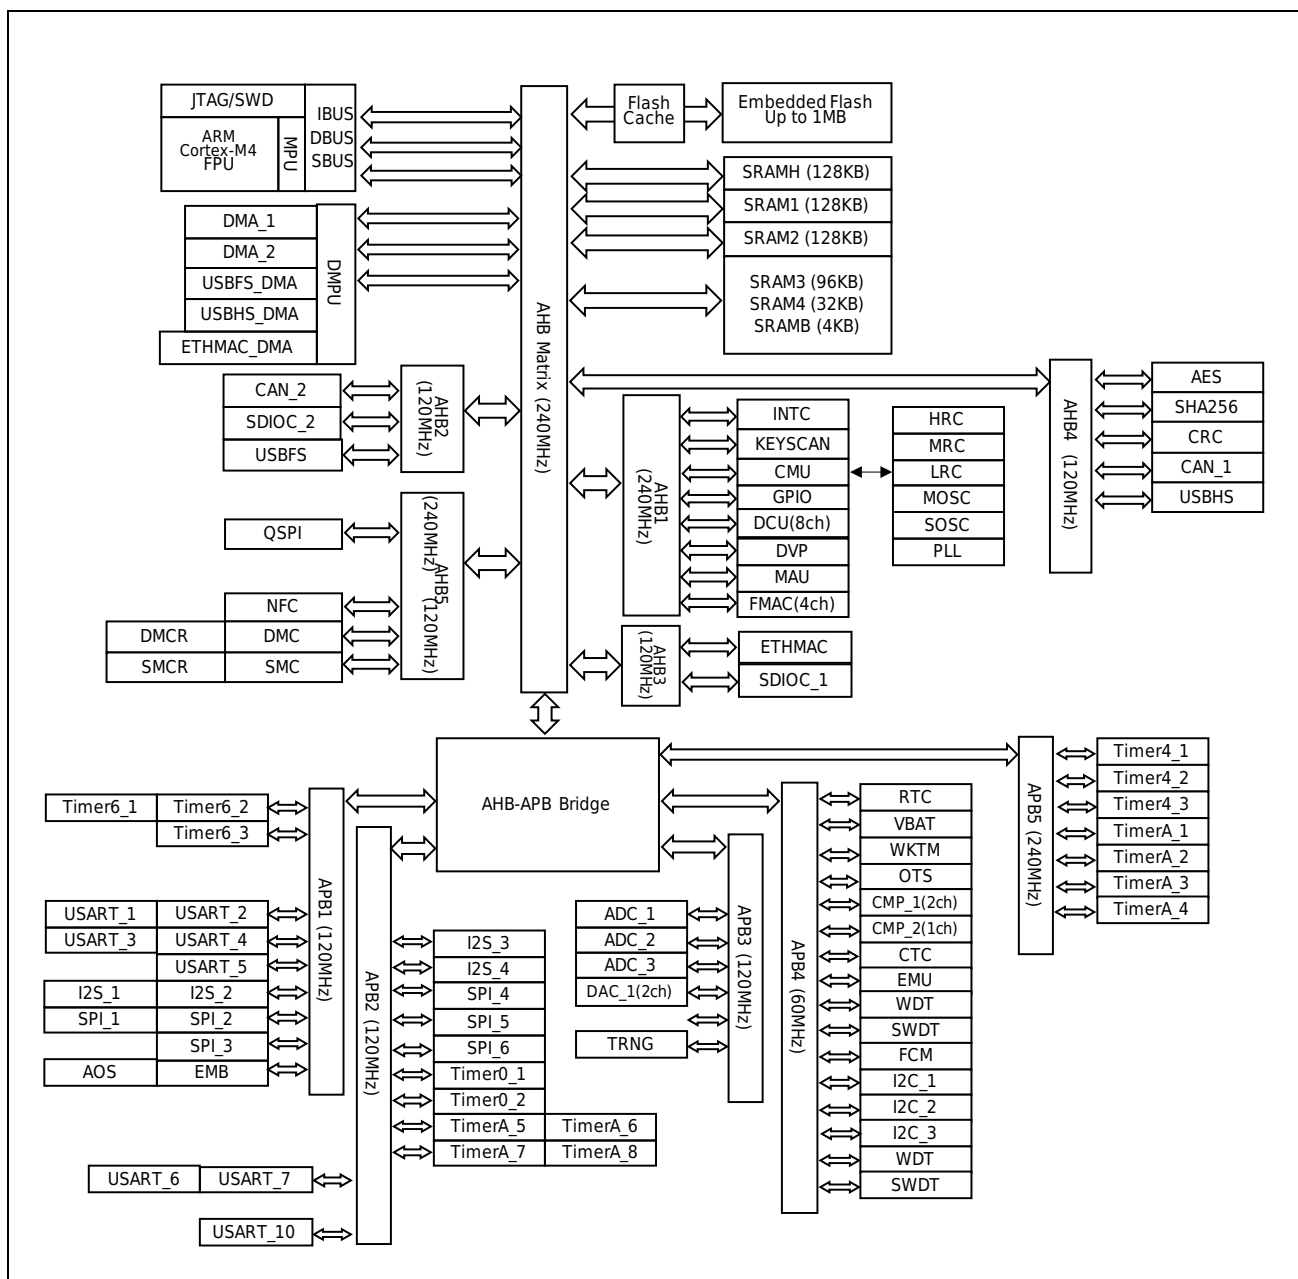 JTAG/SWD
ARM
Cortex-M4
FPU
MPU
IBUS
DBUS
SBUS
Flash
Cache
Embedded Flash
Up to 1MB
SRAMH (128KB)
SRAM1 (128KB)
SRAM2 (128KB)
SRAM3 (96KB)
SRAM4 (32KB)
SRAMB (4KB)
DMA_1
DMA_2
USBFS_DMA
USBHS_DMA
ETHMAC_DMA
DMPU
AHB Matrix (240MHz)
CAN_2
SDIOC_2
USBFS
AHB2
(120MHz)
QSPI
NFC
DMCR
DMC
SMCR
SMC
(240MHz)
AHB5
(120MHz)
AHB1
(240MHz)
INTC
KEYSCAN
CMU
GPIO
DCU(8ch)
DVP
MAU
FMAC(4ch)
HRC
MRC
LRC
MOSC
SOSC
PLL
AHB4 (120MHz)
AES
SHA256
CRC
CAN_1
USBHS
AHB3
(120MHz)
ETHMAC
SDIOC_1
AHB-APB Bridge
Timer6_1
Timer6_2
Timer6_3
USART_1
USART_2
USART_3
USART_4
USART_5
I2S_1
I2S_2
SPI_1
SPI_2
SPI_3
AOS
EMB
APB1 (120MHz)
USART_6
USART_7
USART_10
APB2 (120MHz)
I2S_3
I2S_4
SPI_4
SPI_5
SPI_6
Timer0_1
Timer0_2
TimerA_5
TimerA_6
TimerA_7
TimerA_8
ADC_1
ADC_2
ADC_3
DAC_1(2ch)
TRNG
APB3 (120MHz)
APB4 (60MHz)
RTC
VBAT
WKTM
OTS
CMP_1(2ch)
CMP_2(1ch)
CTC
EMU
WDT
SWDT
FCM
I2C_1
I2C_2
I2C_3
WDT
SWDT
APB5 (240MHz)
Timer4_1
Timer4_2
Timer4_3
TimerA_1
TimerA_2
TimerA_3
TimerA_4